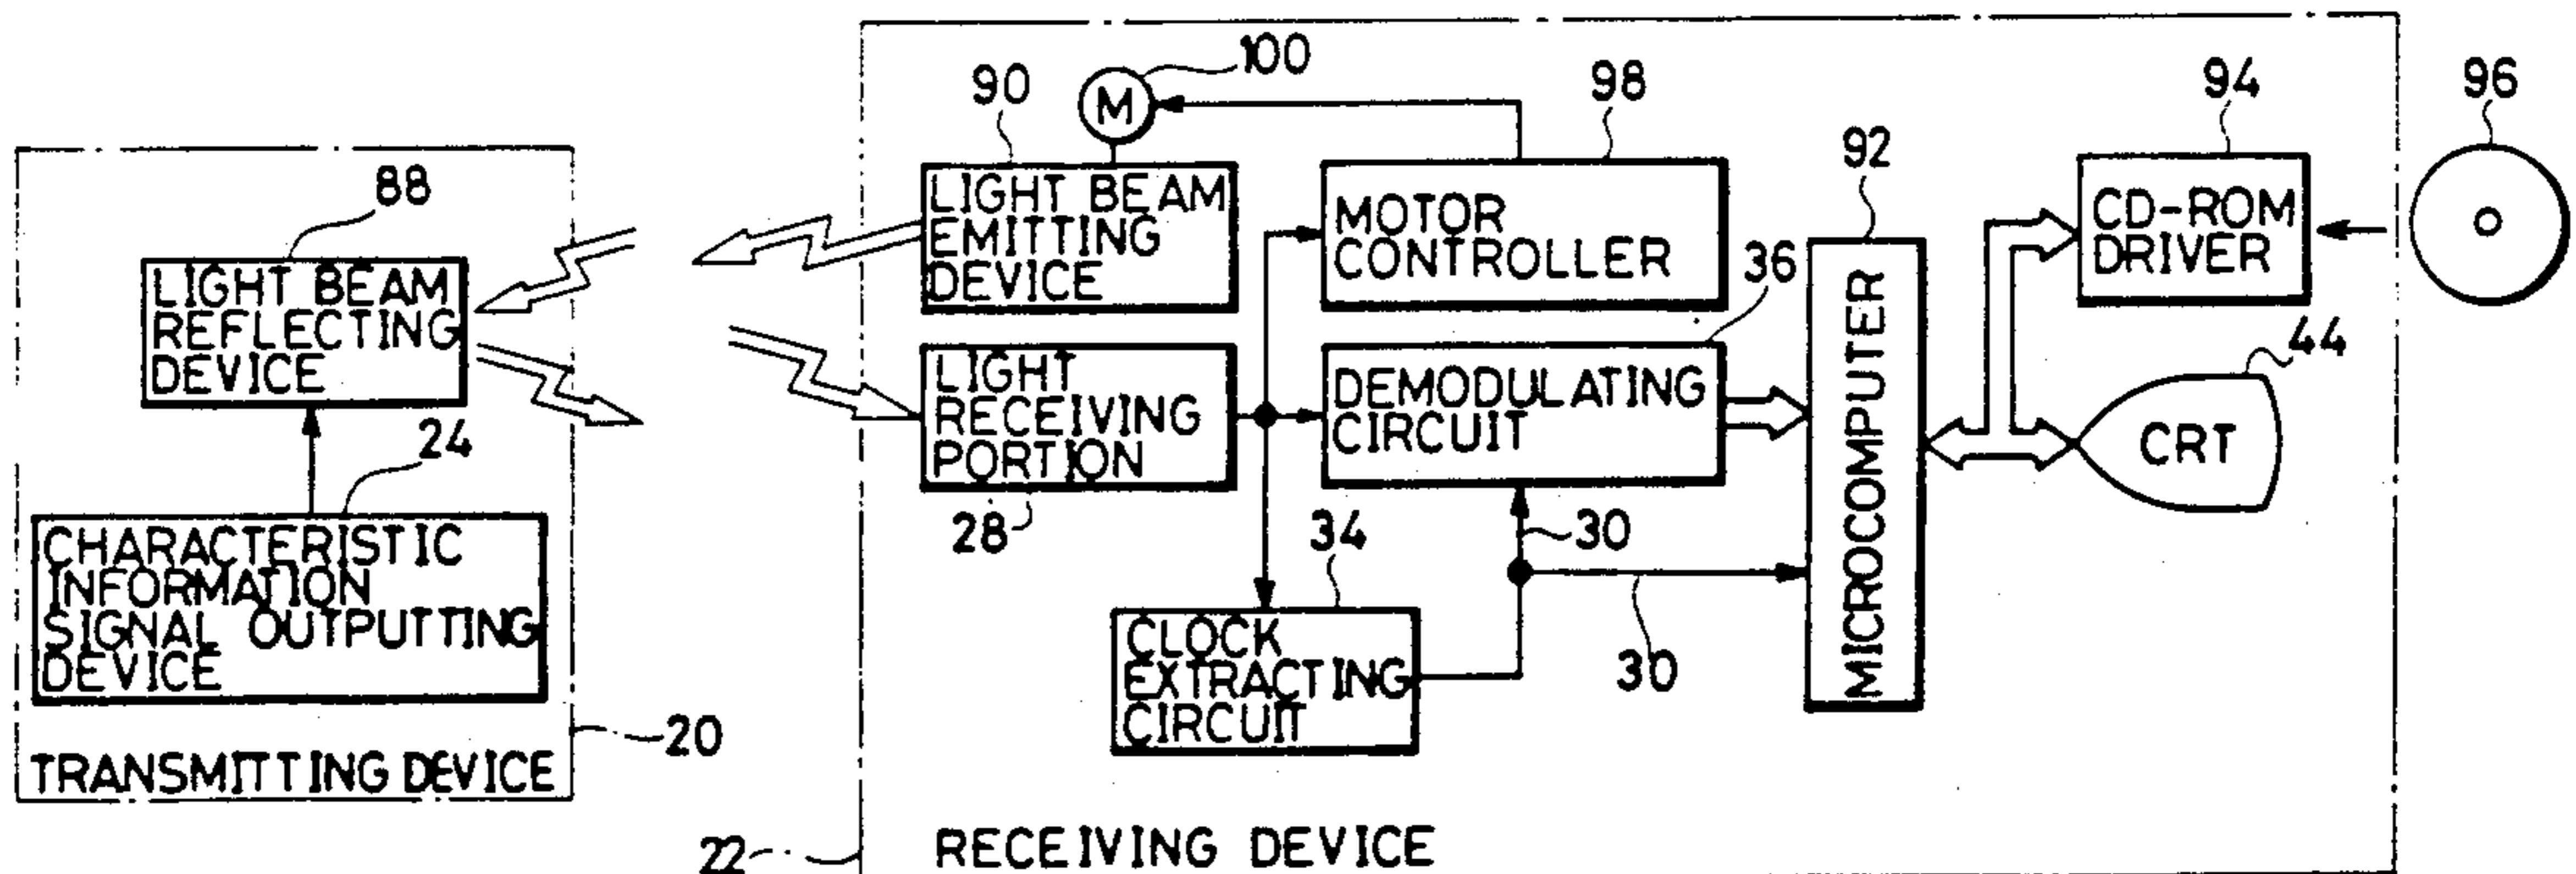 88
LIGHT BEAM
REFLECTING
DEVICE
24
CHARACTERISTIC
INFORMATION
SIGNAL OUTPUTTING
DEVICE
20
TRANSMITTING DEVICE
90
M
100
LIGHT BEAM
EMITTING
DEVICE
98
MOTOR
CONTROLLER
LIGHT
RECEIVING
PORTION
28
36
DEMODULATING
CIRCUIT
30
34
CLOCK
EXTRACTING
CIRCUIT
30
92
MICROCOMPUTER
94
CD-ROM
DRIVER
96
44
CRT
22
RECEIVING DEVICE